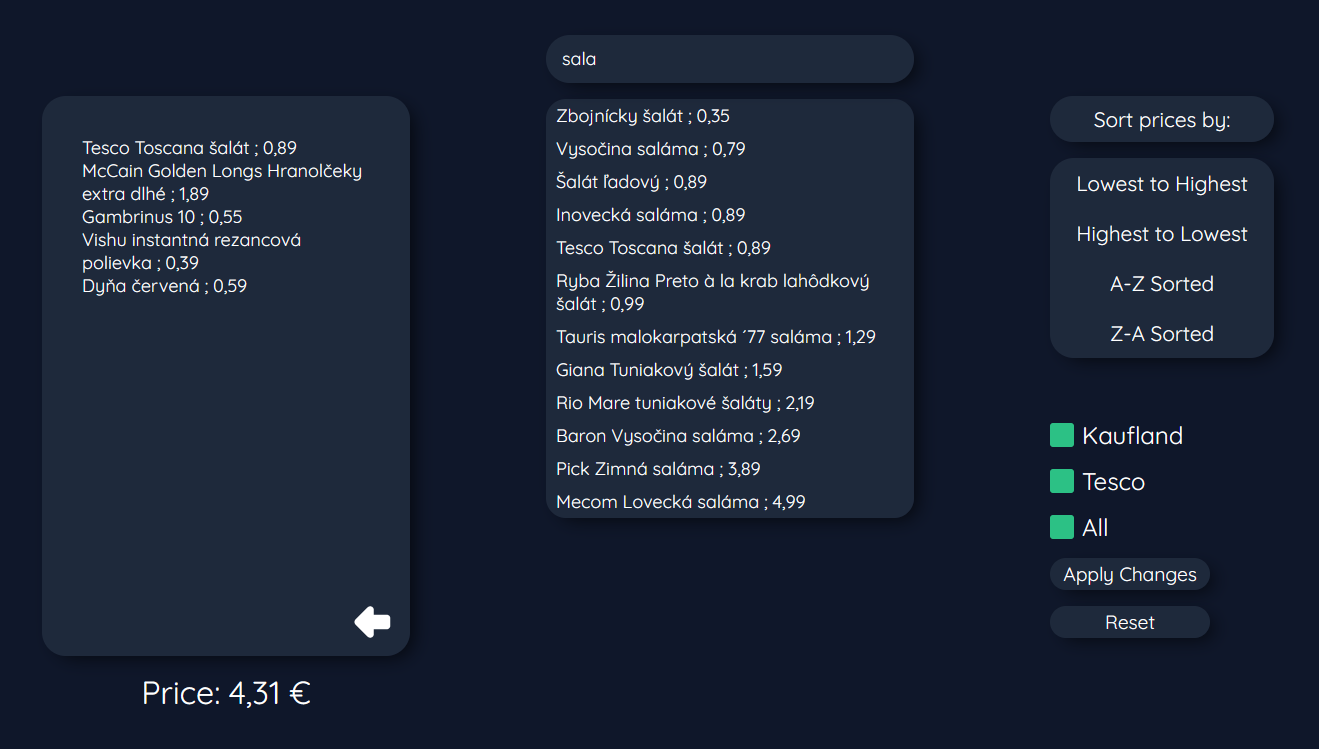 Tesco Toscana šalát ; 0,89
McCain Golden Longs Hranolčeky
extra dlhé ; 1,89
Gambrinus 10 ; 0,55
Vishu instantná rezancová
polievka ; 0,39
Dyňa červená ; 0,59
Price: 4,31 €
sala
Zbojnícky šalát ; 0,35
Vysočina saláma ; 0,79
Šalát ľadový ; 0,89
Inovecká saláma ; 0,89
Tesco Toscana šalát ; 0,89
Ryba Žilina Preto à la krab lahôdkový
šalát ; 0,99
Tauris malokarpatská ´77 saláma ; 1,29
Giana Tuniakový šalát ; 1,59
Rio Mare tuniakové šaláty ; 2,19
Baron Vysočina saláma ; 2,69
Pick Zimná saláma ; 3,89
Mecom Lovecká saláma ; 4,99
Sort prices by:
Lowest to Highest
Highest to Lowest
A-Z Sorted
Z-A Sorted
Kaufland
Tesco
All
Apply Changes
Reset